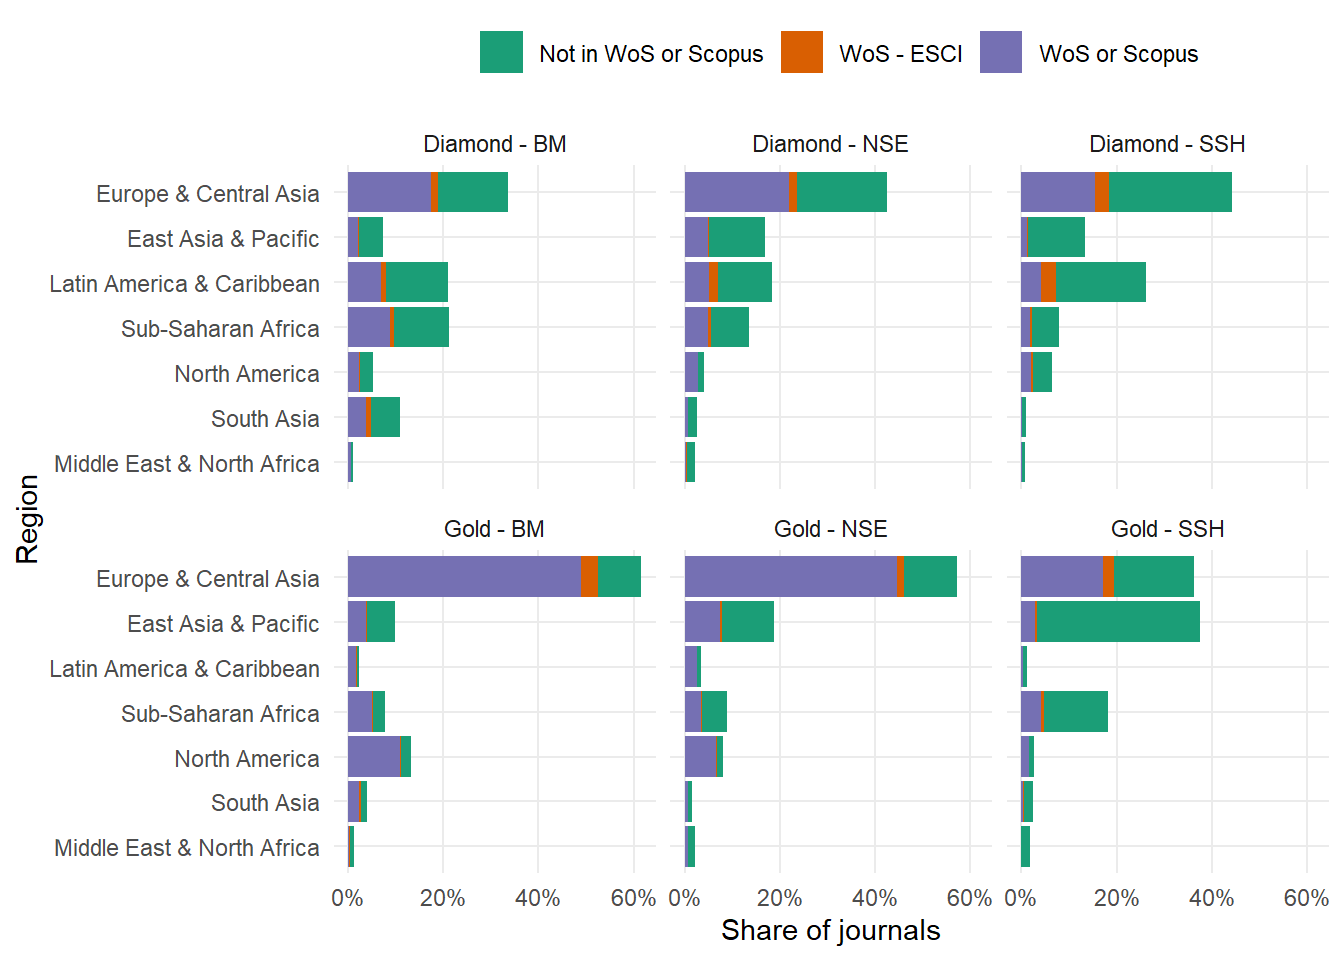 Not in WoS or Scopus WoS - ESCI WoS or Scopus
Diamond - BM Diamond - NSE Diamond - SSH
Europe & Central Asia
East Asia & Pacific
Latin America & Caribbean
Sub-Saharan Africa
North America
South Asia
Middle East & North Africa
Region
Gold - BM Gold - NSE Gold - SSH
Europe & Central Asia
East Asia & Pacific
Latin America & Caribbean
Sub-Saharan Africa
North America
South Asia
Middle East & North Africa
0% 20% 40% 60% 0% 20% 40% 60% 0% 20% 40% 60%
Share of journals